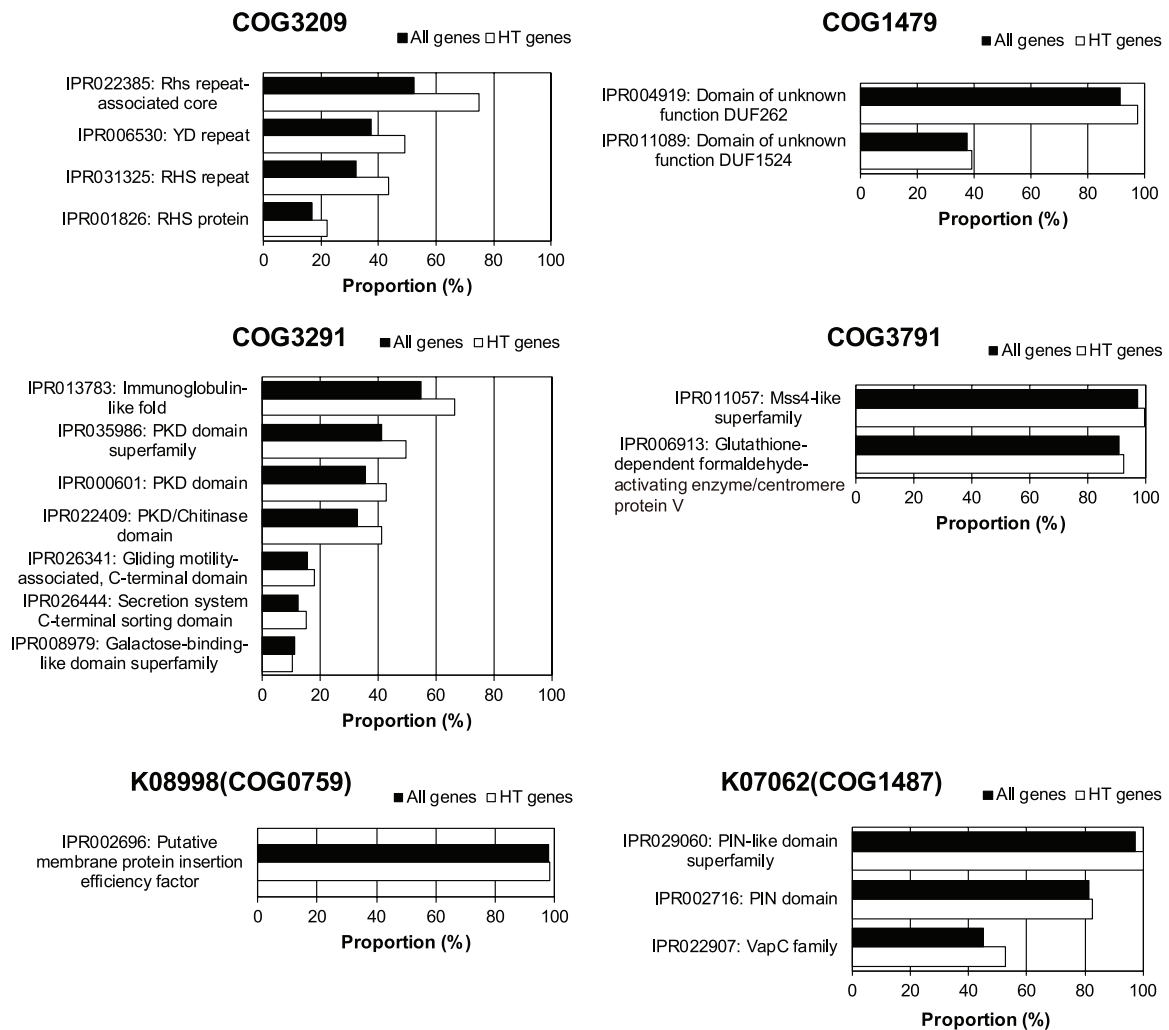 COG3209
All genes HT genes
IPR022385: Rhs repeat-
associated core
IPR006530: YD repeat
IPR031325: RHS repeat
IPR001826: RHS protein
0 20 40 60 80 100
Proportion (%)
COG1479
All genes HT genes
IPR004919: Domain of unknown
function DUF262
IPR011089: Domain of unknown
function DUF1524
0 20 40 60 80 100
Proportion (%)
COG3291
All genes HT genes
IPR013783: Immunoglobulin-
like fold
IPR035986: PKD domain
superfamily
IPR000601: PKD domain
IPR022409: PKD/Chitinase
domain
IPR026341: Gliding motility-
associated, C-terminal domain
IPR026444: Secretion system
C-terminal sorting domain
IPR008979: Galactose-binding-
like domain superfamily
0 20 40 60 80 100
Proportion (%)
COG3791
All genes HT genes
IPR011057: Mss4-like
superfamily
IPR006913: Glutathione-
dependent formaldehyde-
activating enzyme/centromere
protein V
0 20 40 60 80 100
Proportion (%)
K08998(COG0759)
All genes HT genes
IPR002696: Putative
membrane protein insertion
efficiency factor
0 20 40 60 80 100
Proportion (%)
K07062(COG1487)
All genes HT genes
IPR029060: PIN-like domain
superfamily
IPR002716: PIN domain
IPR022907: VapC family
0 20 40 60 80 100
Proportion (%)